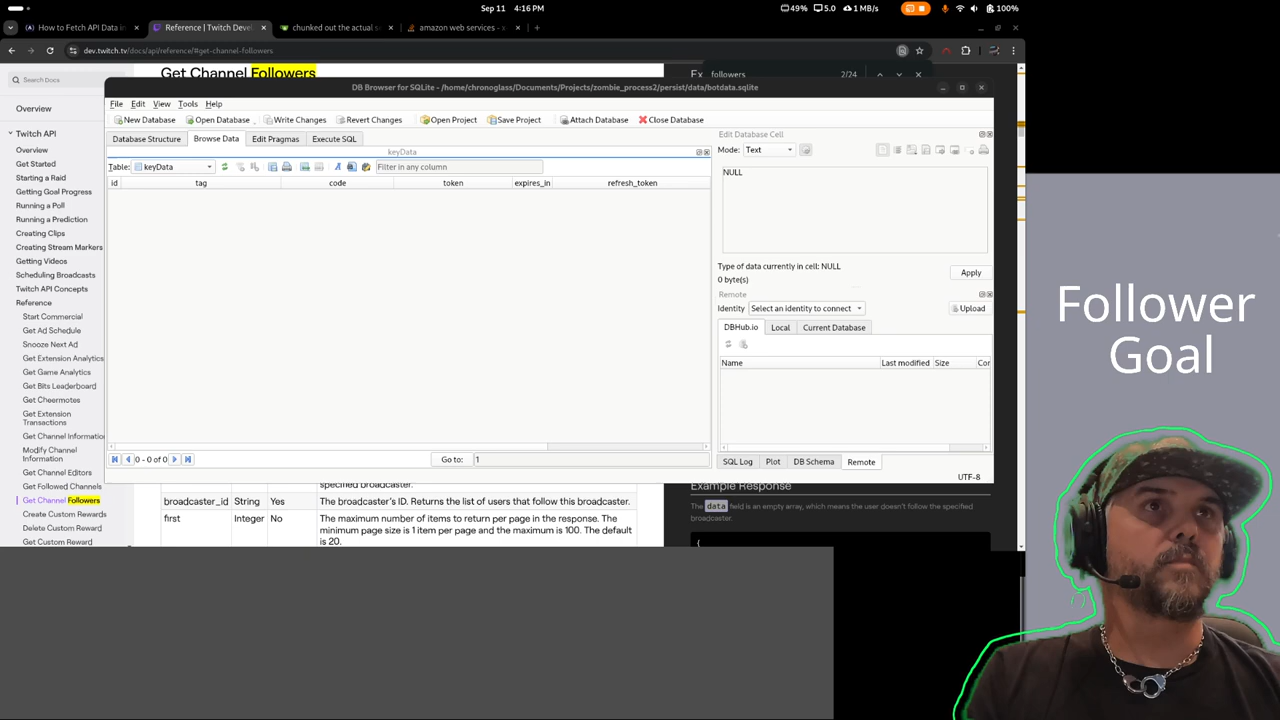 Sep 11 4:16 PM
49% 5.0 1 MB/s 100%
How to Fetch API Data in
Reference | Twitch Devel
chunked out the actual s
amazon web services - x
dev.twitch.tv/docs/api/reference/#get-channel-followers
Search Docs
Get Channel Followers
followers 2/24
Overview
Twitch API
Overview
Get Started
Starting a Raid
Getting Goal Progress
Running a Poll
Running a Prediction
Creating Clips
Creating Stream Markers
Getting Videos
Scheduling Broadcasts
Twitch API Concepts
Reference
Start Commercial
Get Ad Schedule
Snooze Next Ad
Get Extension Analytics
Get Game Analytics
Get Bits Leaderboard
Get Cheermotes
Get Extension
Transactions
Get Channel Information
Modify Channel
Information
Get Channel Editors
Get Followed Channels
Get Channel Followers
Create Custom Rewards
Delete Custom Reward
Get Custom Reward
DB Browser for SQLite - /home/chronoglass/Documents/Projects/zombie_process2/persist/data/botdata.sqlite
File Edit View Tools Help
New Database Open Database Write Changes Revert Changes Open Project Save Project Attach Database Close Database
Database Structure Browse Data Edit Pragmas Execute SQL
keyData
Table: keyData Filter in any column
id tag code token expires_in refresh_token
0 - 0 of 0 Go to: 1
Edit Database Cell
Mode: Text
NULL
Type of data currently in cell: NULL
0 byte(s)
Apply
Remote
Identity Select an identity to connect Upload
DBHub.io Local Current Database
Name Last modified Size Cor
SQL Log Plot DB Schema Remote
UTF-8
specified broadcaster.
broadcaster_id String Yes The broadcaster's ID. Returns the list of users that follow this broadcaster.
first Integer No The maximum number of items to return per page in the response. The
minimum page size is 1 item per page and the maximum is 100. The default
is 20.
Example Response
The data field is an empty array, which means the user doesn't follow the specified
broadcaster.
{
Follower
Goal